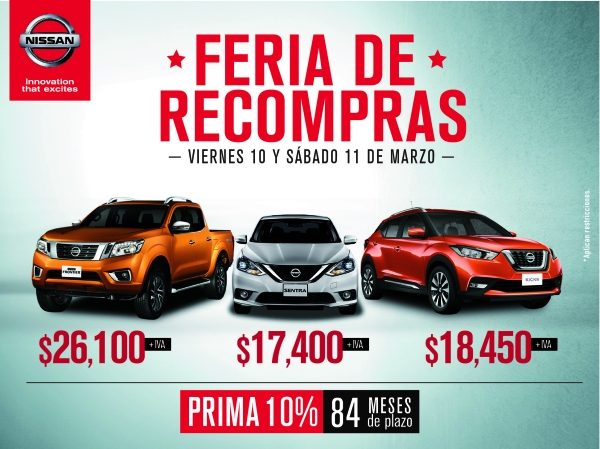 NISSAN
Innovation
that excites
FERIA DE
RECOMPRAS
– VIERNES 10 Y SÁBADO 11 DE MARZO –
*Aplican restricciones
FRONTIER
SENTRA
KICKS
$26,100 + IVA
$17,400 + IVA
$18,450 + IVA
PRIMA 10% 84 MESES
de plazo